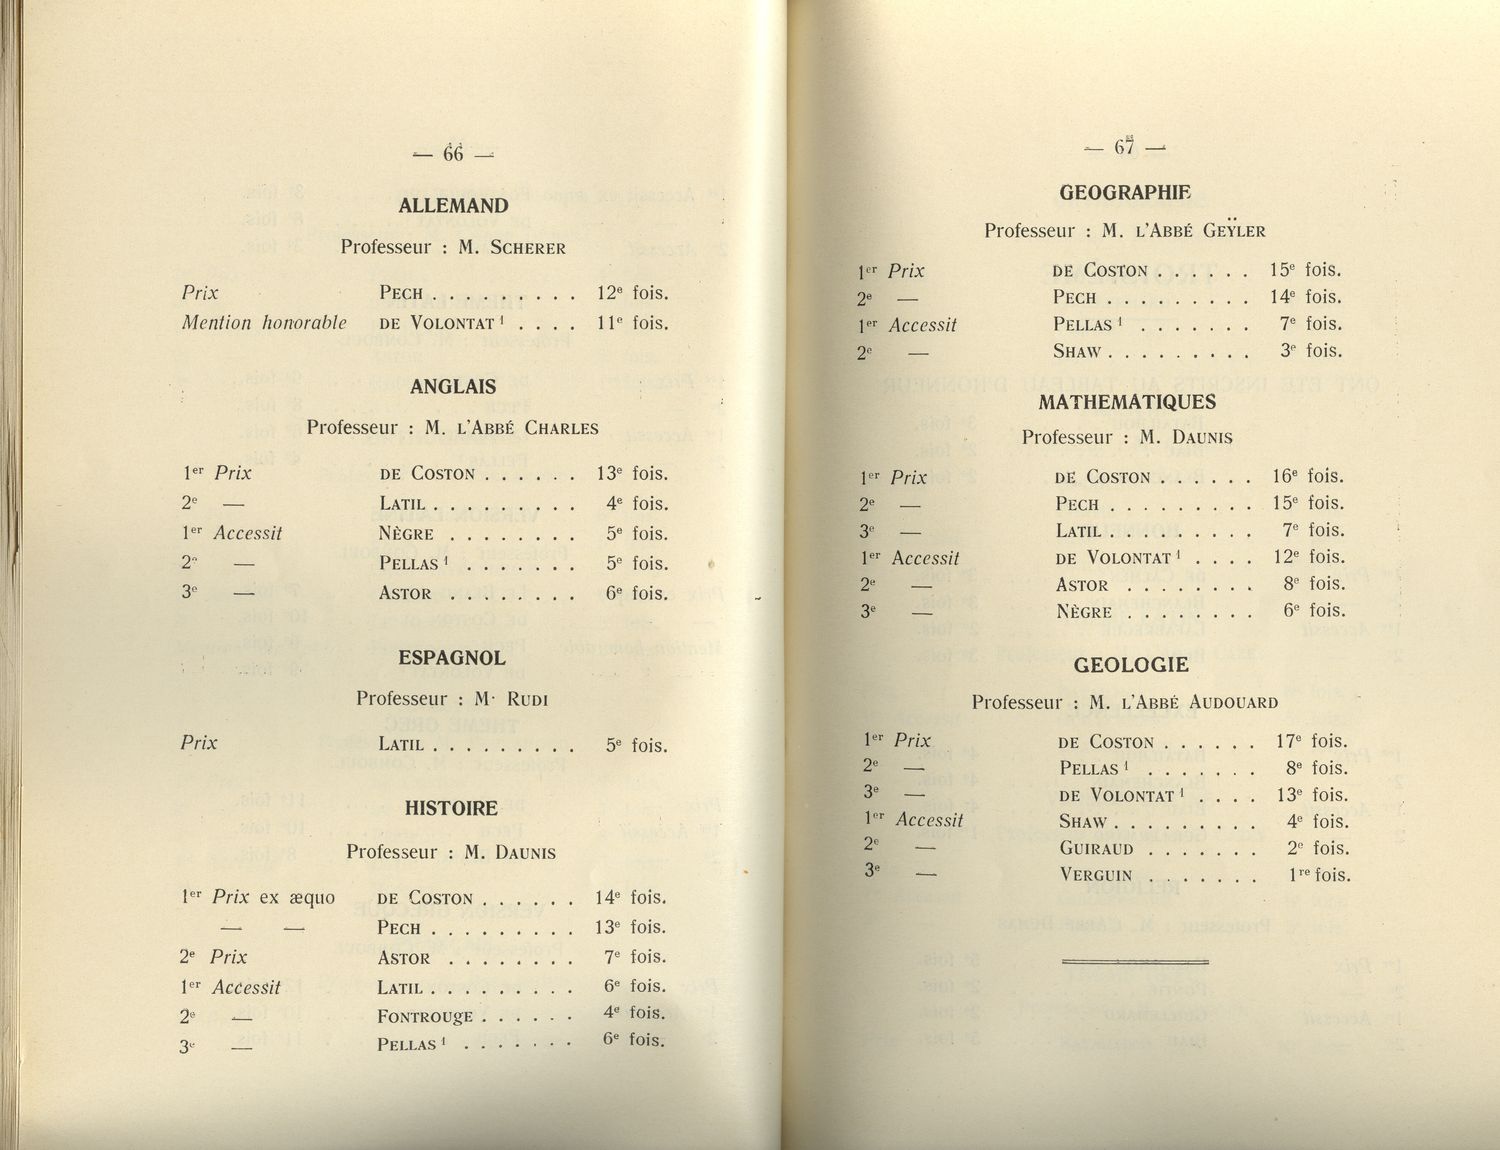 — 66 —
ALLEMAND
Professeur : M. SCHERER
Prix PECH . . . . . . . . . 12e fois.
Mention honorable DE VOLONTAT 1 . . . . 11e fois.
ANGLAIS
Professeur : M. L'ABBÉ CHARLES
1er Prix DE COSTON . . . . . . 13e fois.
2e — LATIL . . . . . . . . . 4e fois.
1er Accessit NÈGRE . . . . . . . . 5e fois.
2e — PELLAS 1 . . . . . . . 5e fois.
3e — ASTOR . . . . . . . . 6e fois.
ESPAGNOL
Professeur : M. RUDI
Prix LATIL . . . . . . . . . 5e fois.
HISTOIRE
Professeur : M. DAUNIS
1er Prix ex æquo DE COSTON . . . . . . 14e fois.
— — PECH . . . . . . . . . 13e fois.
2e Prix ASTOR . . . . . . . . 7e fois.
1er Accessit LATIL . . . . . . . . . 6e fois.
2e — FONTROUgE . . . . . . 4e fois.
3e — PELLAS 1 . . . . . . . 6e fois.
— 67 —
GEOGRAPHIE
Professeur : M. L'ABBÉ GEŸLER
1er Prix DE COSTON . . . . . . 15e fois.
2e — PECH . . . . . . . . . 14e fois.
1er Accessit PELLAS 1 . . . . . . . 7e fois.
2e — SHAW . . . . . . . . . 3e fois.
MATHEMATIQUES
Professeur : M. DAUNIS
1er Prix DE COSTON . . . . . . 16e fois.
2e — PECH . . . . . . . . . 15e fois.
3e — LATIL . . . . . . . . . 7e fois.
1er Accessit DE VOLONTAT 1 . . . . 12e fois.
2e — ASTOR . . . . . . . . 8e fois.
3e — NÈGRE . . . . . . . . 6e fois.
GEOLOGIE
Professeur : M. L'ABBÉ AUDOUARD
1er Prix DE COSTON . . . . . . 17e fois.
2e — PELLAS 1 . . . . . . . 8e fois.
3e — DE VOLONTAT 1 . . . . 13e fois.
1er Accessit SHAW . . . . . . . . . 4e fois.
2e — GUIRAUD . . . . . . . 2e fois.
3e — VERGUIN . . . . . . . 1re fois.